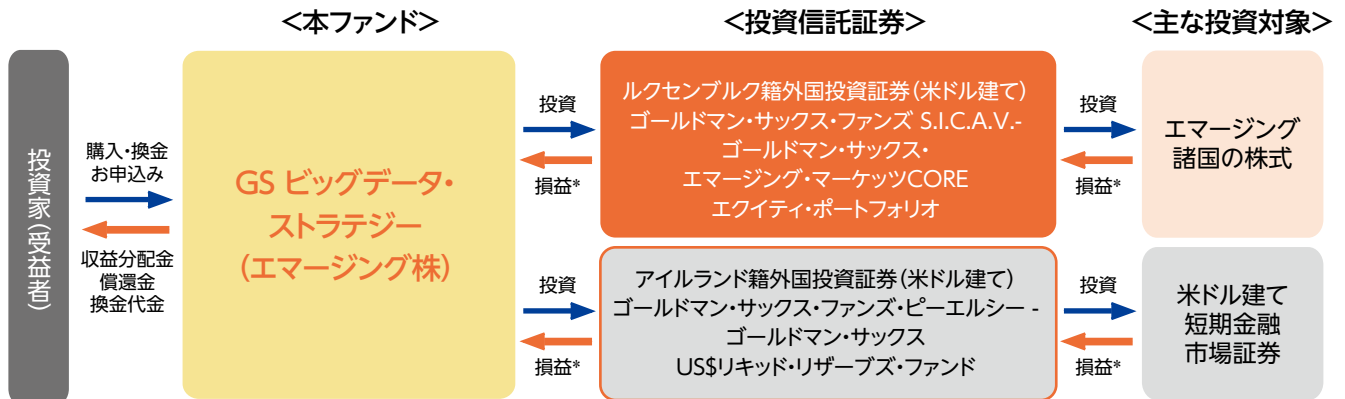 <本ファンド>
<投資信託証券>
<主な投資対象>
投資家(受益者)
購入・換金
お申込み
収益分配金
償還金
換金代金
GS ビッグデータ・
ストラテジー
(エマージング株)
投資
損益*
ルクセンブルク籍外国投資証券(米ドル建て)
ゴールドマン・サックス・ファンズ S.I.C.A.V.-
ゴールドマン・サックス・
エマージング・マーケッツCORE
エクイティ・ポートフォリオ
投資
損益*
エマージング
諸国の株式
投資
損益*
アイルランド籍外国投資証券(米ドル建て)
ゴールドマン・サックス・ファンズ・ピーエルシー -
ゴールドマン・サックス
US$リキッド・リザーブズ・ファンド
投資
損益*
米ドル建て
短期金融
市場証券